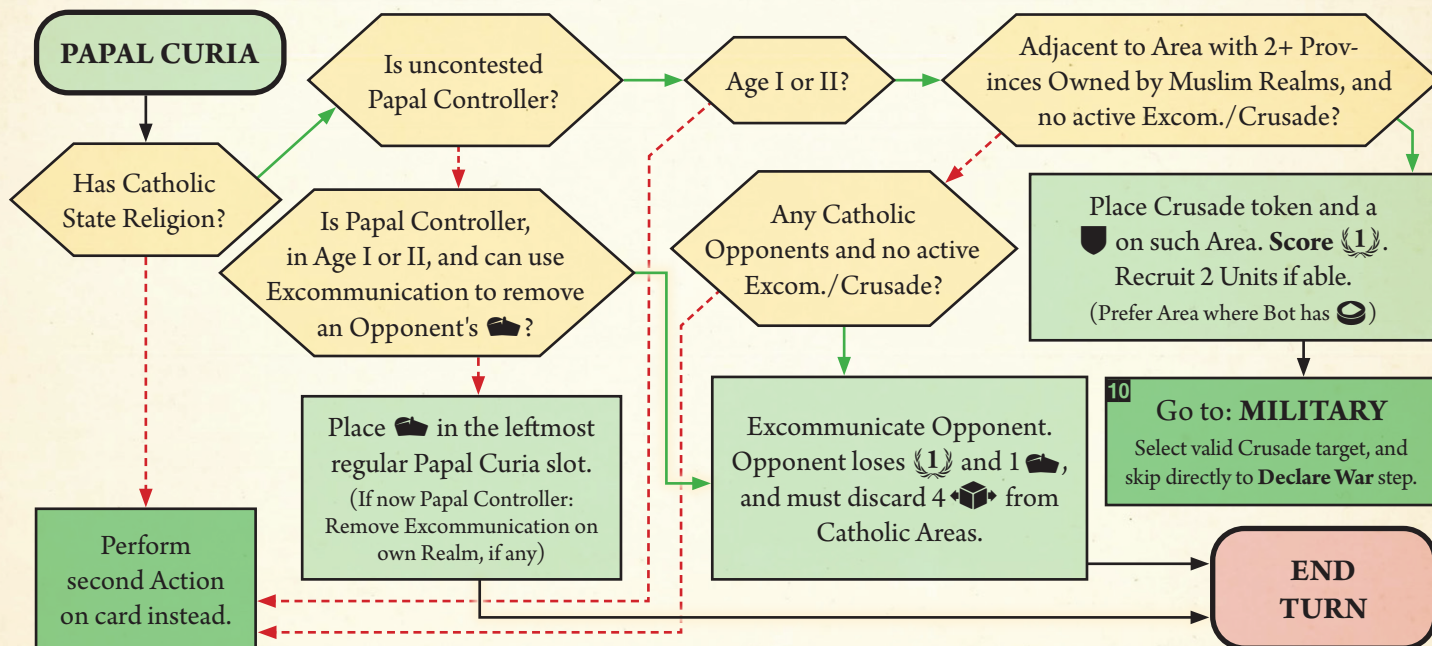 PAPAL CURIA
Has Catholic
State Religion?
Is uncontested
Papal Controller?
Age I or II?
Adjacent to Area with 2+ Prov-
inces Owned by Muslim Realms, and
no active Excom./Crusade?
Is Papal Controller,
in Age I or II, and can use
Excommunication to remove
an Opponent's ?
Any Catholic
Opponents and no active
Excom./Crusade?
Place Crusade token and a
on such Area. Score 1.
Recruit 2 Units if able.
(Prefer Area where Bot has )
Place in the leftmost
regular Papal Curia slot.
(If now Papal Controller:
Remove Excommunication on
own Realm, if any)
Excommunicate Opponent.
Opponent loses 1 and 1 ,
and must discard 4 from
Catholic Areas.
10
Go to: MILITARY
Select valid Crusade target, and
skip directly to Declare War step.
Perform
second Action
on card instead.
END
TURN